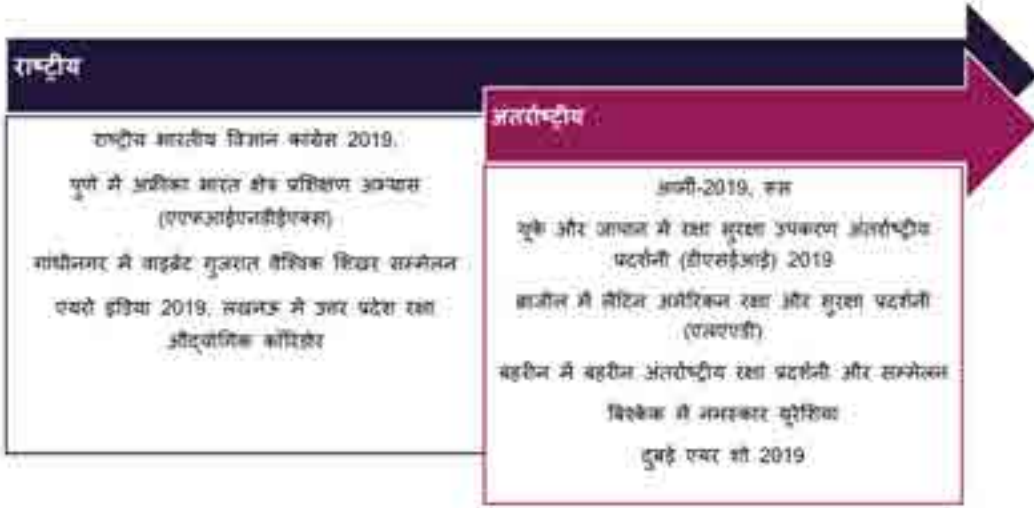 राष्ट्रीय
राष्ट्रीय भारतीय विज्ञान कांग्रेस 2019.
पुणे में अफ्रीका भारत क्षेत्र प्रशिक्षण अभ्यास
(एएफआईएनडीईएक्स)
गांधीनगर में वाइब्रेंट गुजरात वैश्विक शिखर सम्मेलन
एयरो इंडिया 2019. लखनऊ में उत्तर प्रदेश रक्षा
औद्योगिक कॉरिडोर
अंतर्राष्ट्रीय
आर्मी-2019, रूस
यूके और जापान में रक्षा सुरक्षा उपकरण अंतर्राष्ट्रीय
प्रदर्शनी (डीएसईआई) 2019
ब्राजील में लैटिन अमेरिकन रक्षा और सुरक्षा प्रदर्शनी
(एलएएडी)
बहरीन में बहरीन अंतर्राष्ट्रीय रक्षा प्रदर्शनी और सम्मेलन
बिश्केक में नमस्कार यूरेशिया
दुबई एयर शो 2019